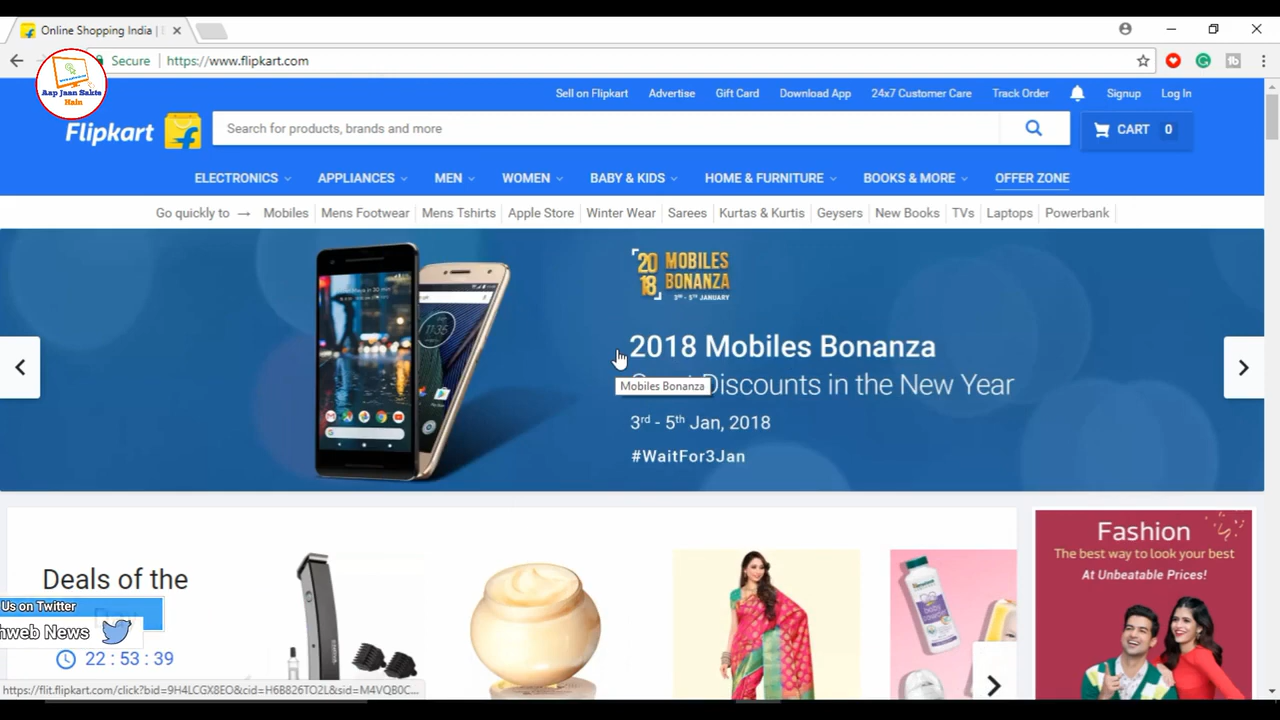 Online Shopping India |
Secure
https://www.flipkart.com
Aap Jaan Sakte
Hain
Sell on Flipkart
Advertise
Gift Card
Download App
24x7 Customer Care
Track Order
Signup
Log In
Flipkart
Search for products, brands and more
CART 0
ELECTRONICS
APPLIANCES
MEN
WOMEN
BABY & KIDS
HOME & FURNITURE
BOOKS & MORE
OFFER ZONE
Go quickly to →
Mobiles
Mens Footwear
Mens Tshirts
Apple Store
Winter Wear
Sarees
Kurtas & Kurtis
Geysers
New Books
TVs
Laptops
Powerbank
2018
MOBILES
BONANZA
3RD - 5TH JANUARY
2018 Mobiles Bonanza
Discounts in the New Year
Mobiles Bonanza
3rd - 5th Jan, 2018
#WaitFor3Jan
Deals of the
Us on Twitter
hweb News
22 : 53 : 39
Fashion
The best way to look your best
At Unbeatable Prices!
https://flit.flipkart.com/click?bid=9H4LCGX8EO&cid=H6B826TO2L&sid=M4VQB0C...